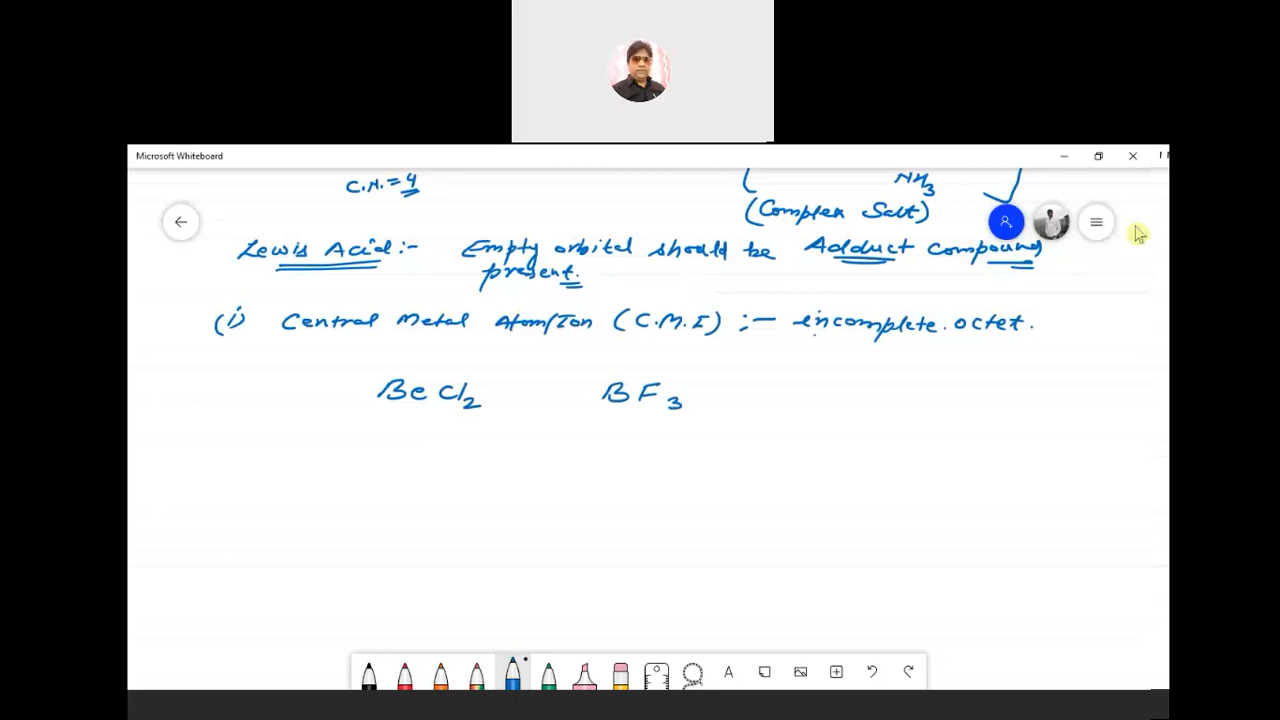 Microsoft Whiteboard
C.N. = 4
NH3
(Complex Salt)
Lewis Acid :- Empty orbital should be present.
Adduct compound
(i) Central Metal Atom/Ion (C.M.I) :- incomplete octet.
BeCl2 BF3
A